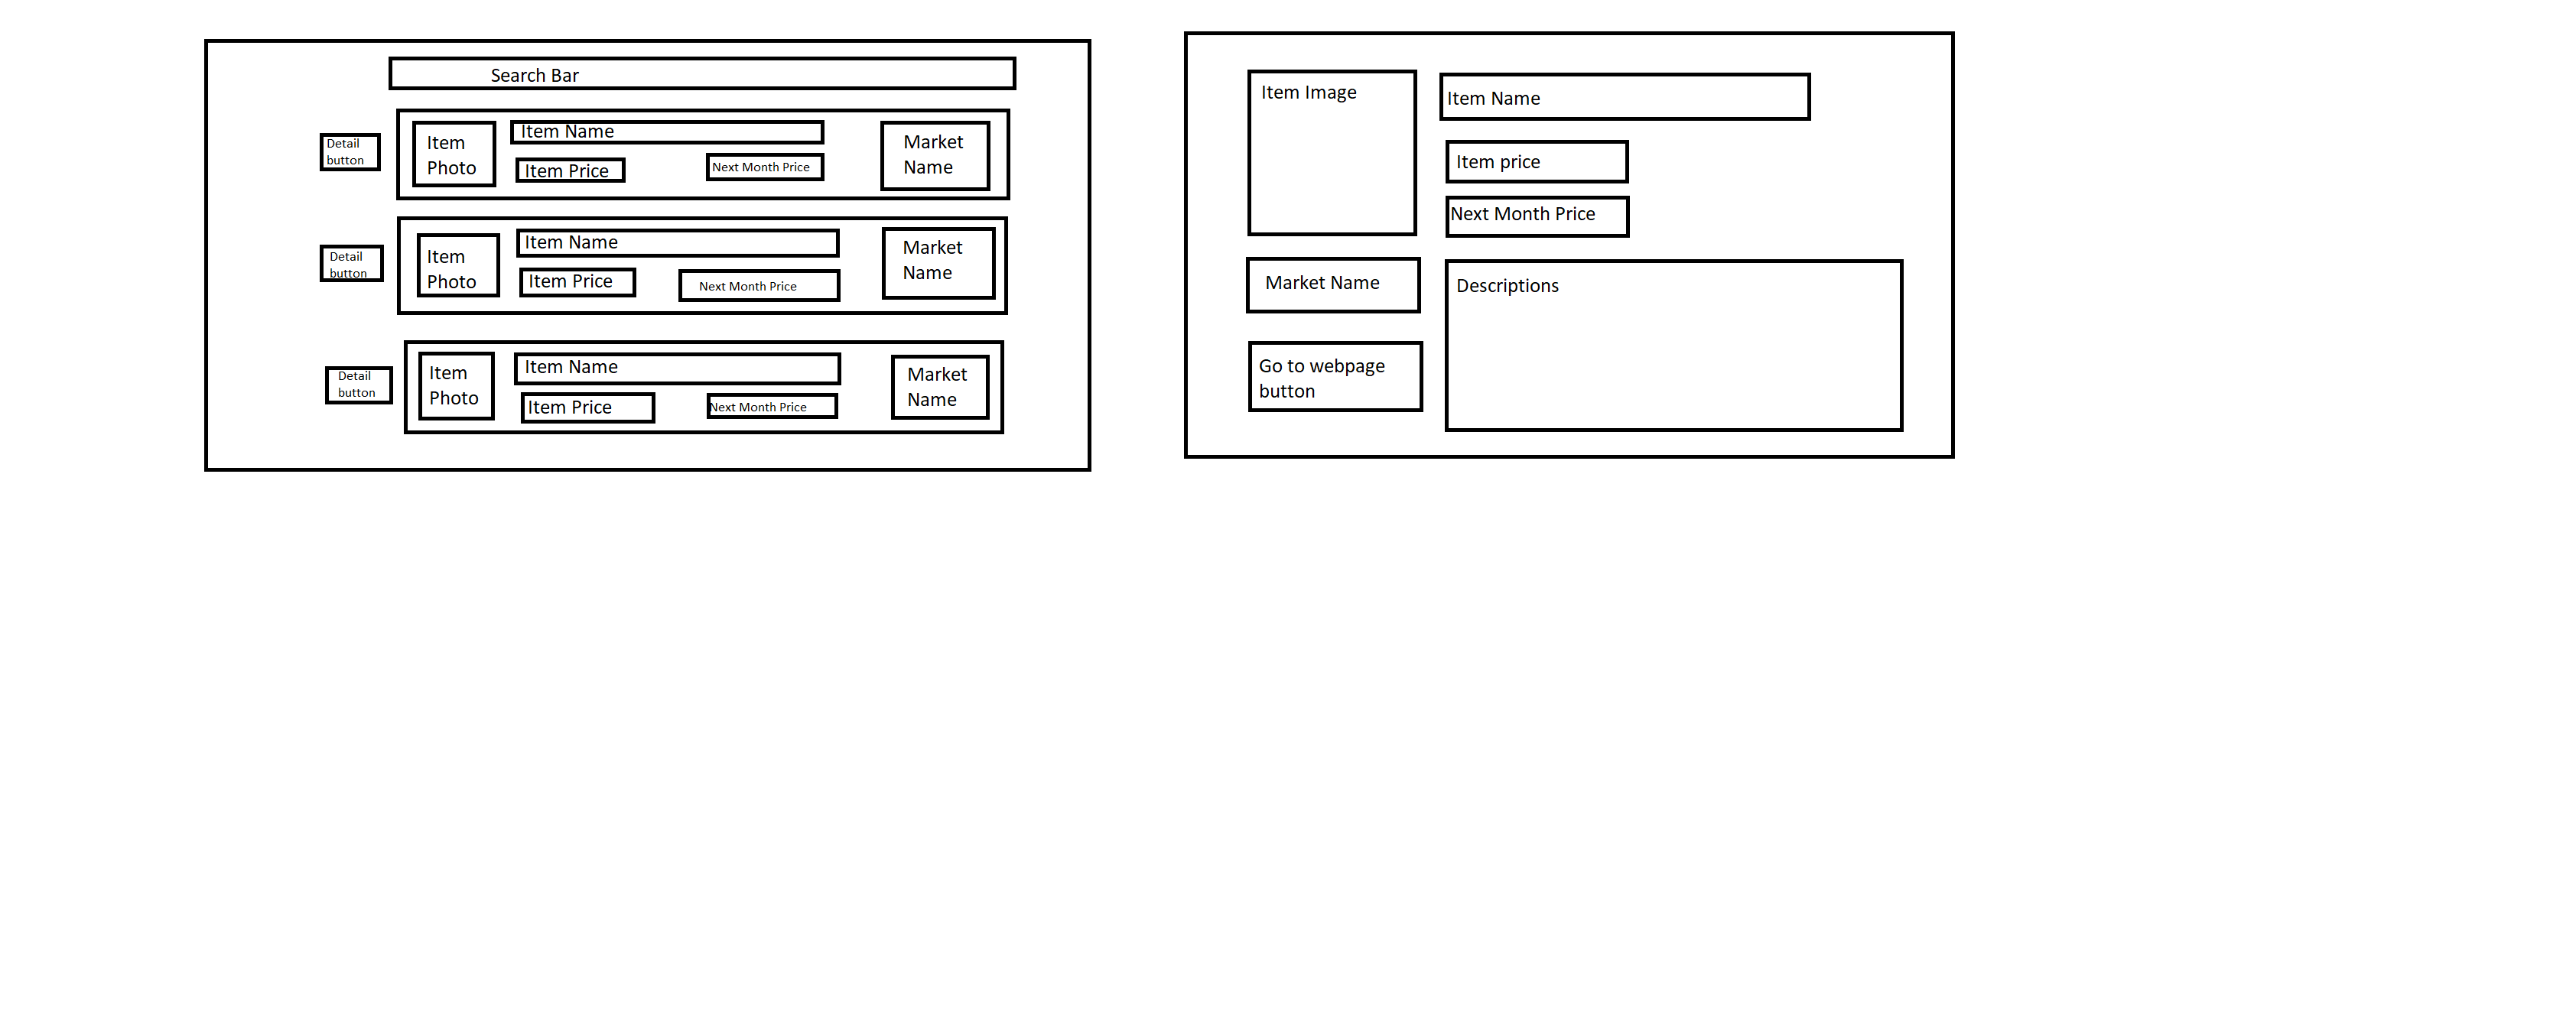 Search Bar
Detail
button
Item
Photo
Item Name
Item Price
Next Month Price
Market
Name
Detail
button
Item
Photo
Item Name
Item Price
Next Month Price
Market
Name
Detail
button
Item
Photo
Item Name
Item Price
Next Month Price
Market
Name
Item Image
Item Name
Item price
Next Month Price
Market Name
Descriptions
Go to webpage
button